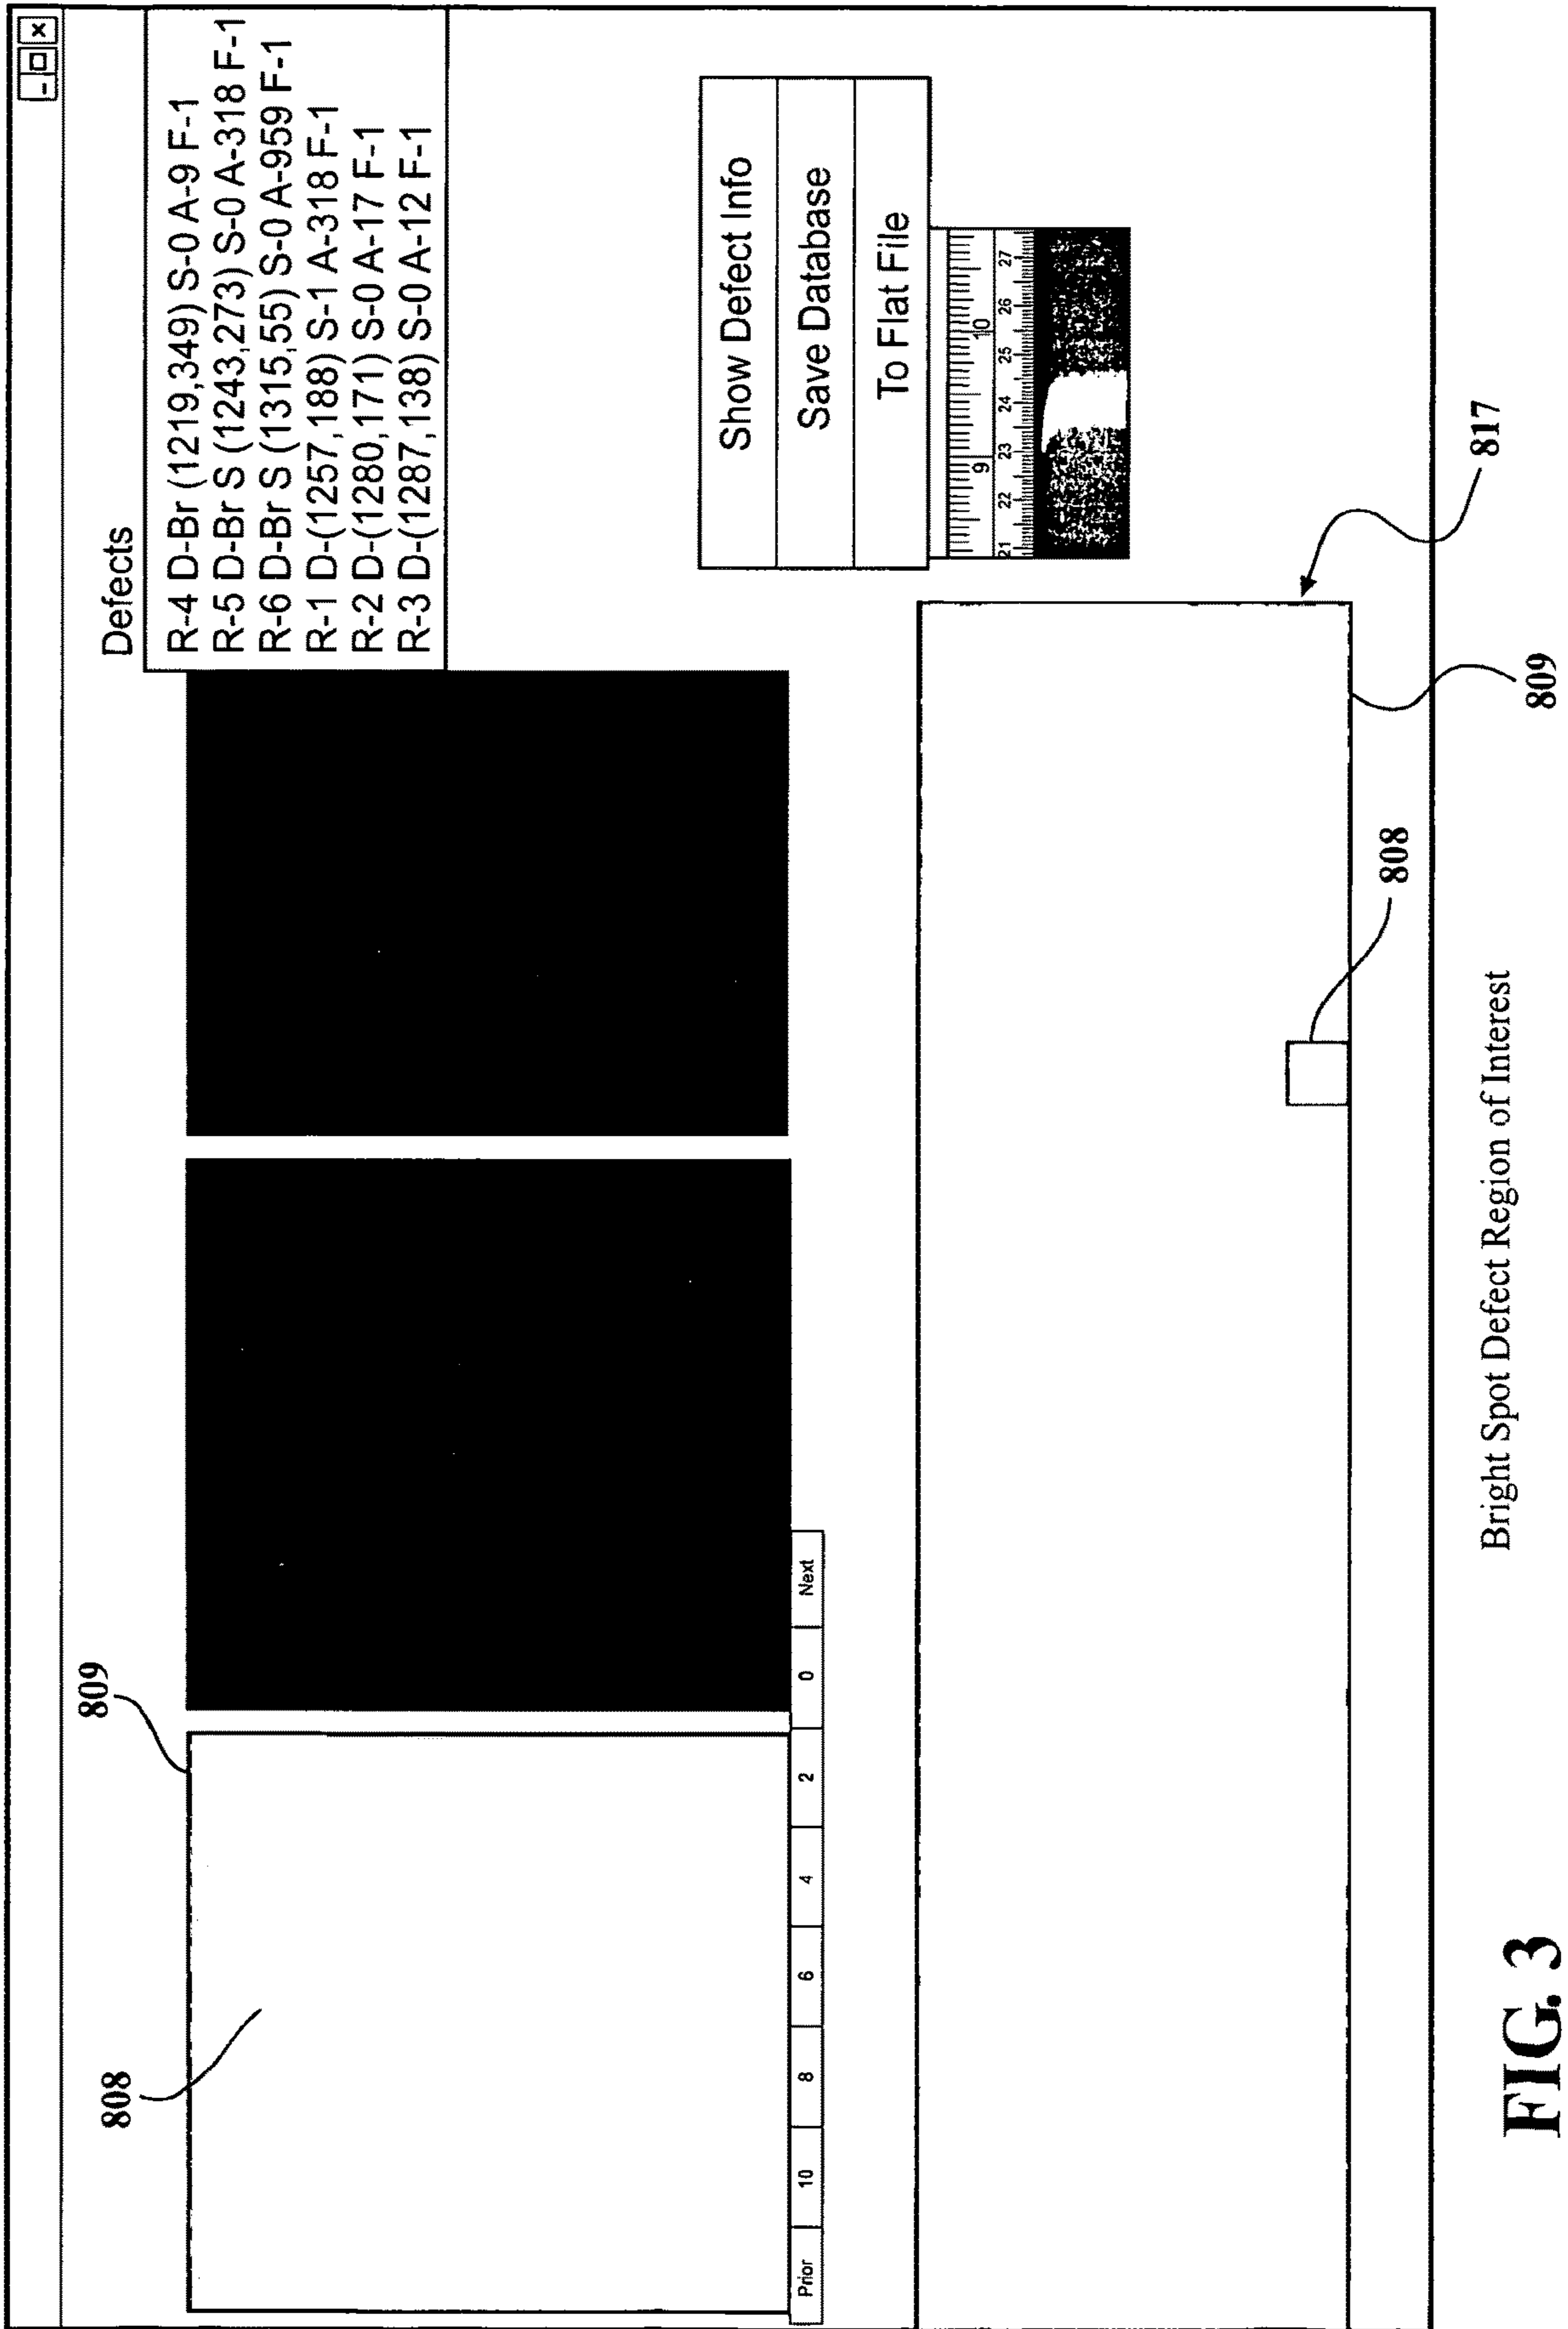 Defects
R-4 D-Br (1219,349) S-0 A-9 F-1
R-5 D-Br S (1243,273) S-0 A-318 F-1
R-6 D-Br S (1315,55) S-0 A-959 F-1
R-1 D-(1257,188) S-1 A-318 F-1
R-2 D-(1280,171) S-0 A-17 F-1
R-3 D-(1287,138) S-0 A-12 F-1
808
809
Prior 10 8 6 4 2 0 Next
Show Defect Info
Save Database
To Flat File
9 10
21 22 23 24 25 26 27
817
808
809
Bright Spot Defect Region of Interest
FIG. 3